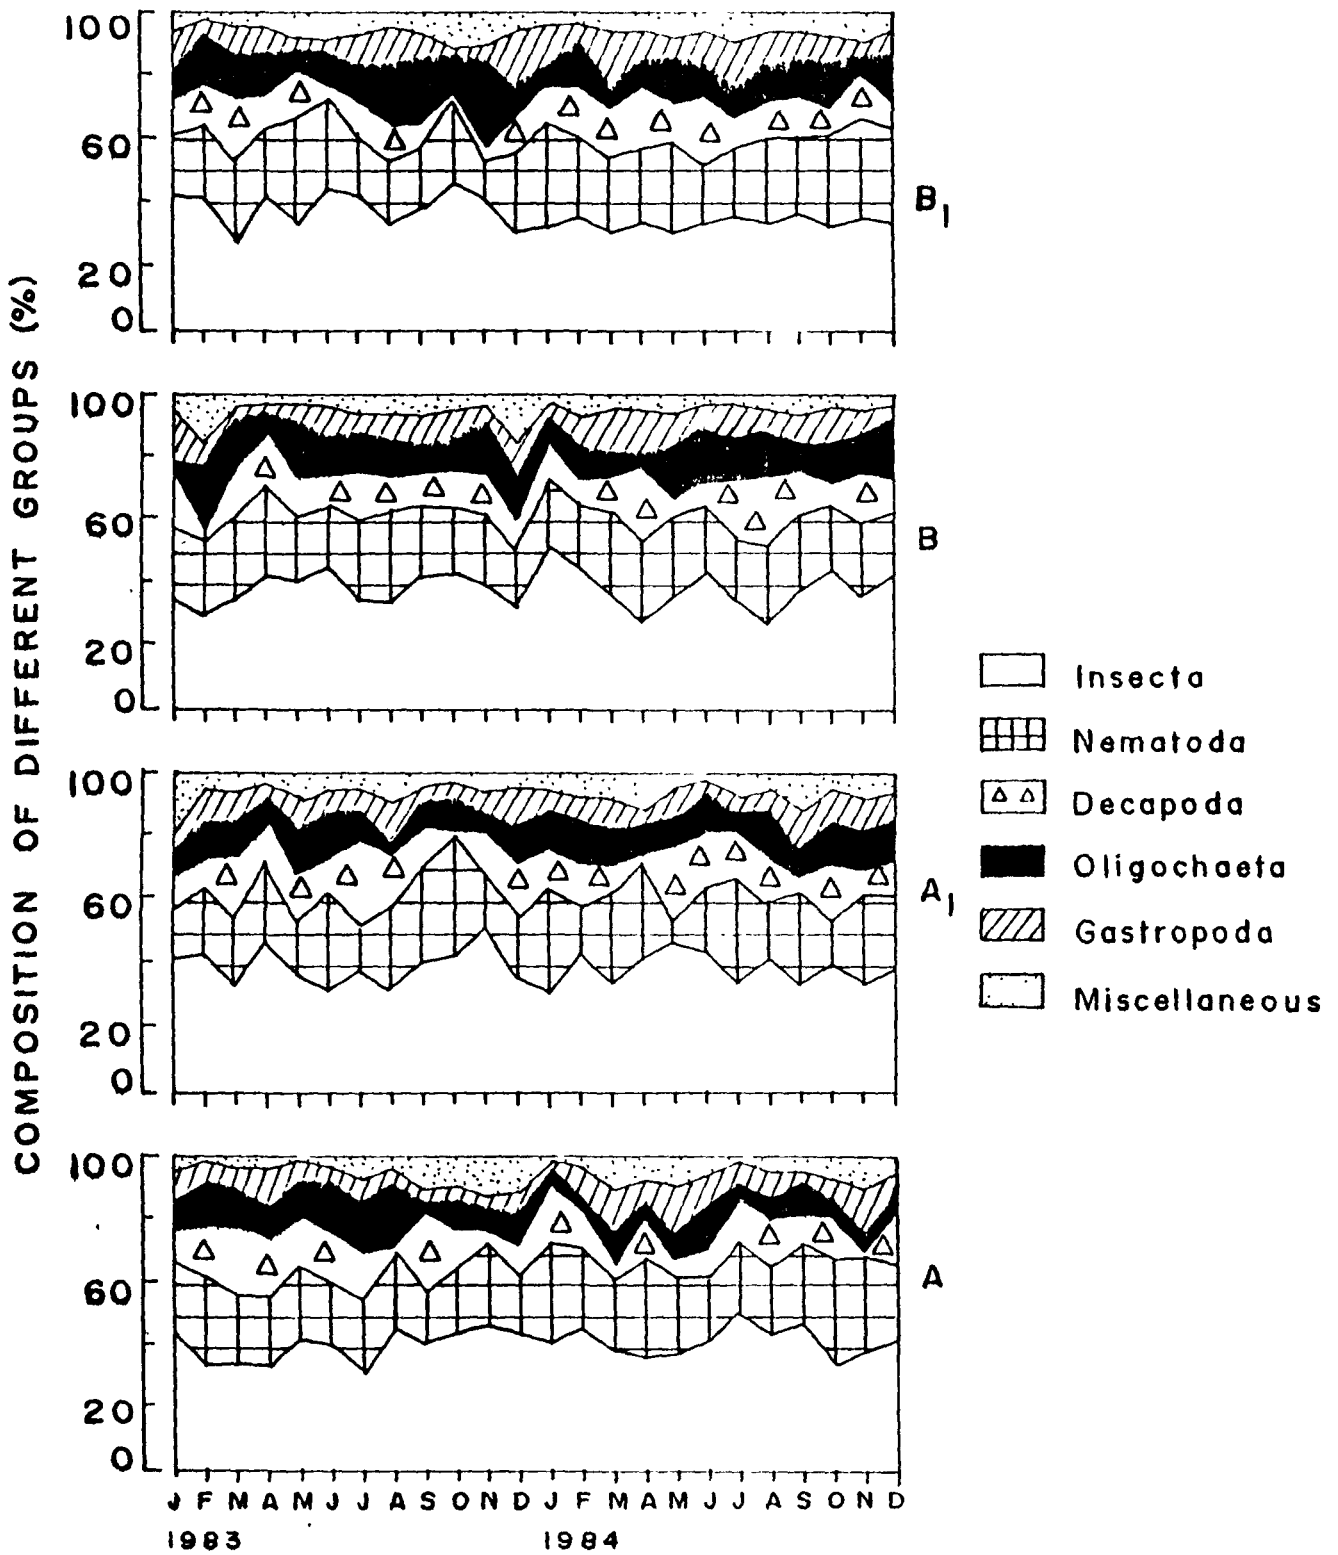 COMPOSITION OF DIFFERENT GROUPS (%)
100
60
20
0
B1
100
60
20
0
B
100
60
20
0
A1
100
60
20
0
A
J F M A M J J A S O N D J F M A M J J A S O N D
1983 1984
Insecta
Nematoda
Decapoda
Oligochaeta
Gastropoda
Miscellaneous